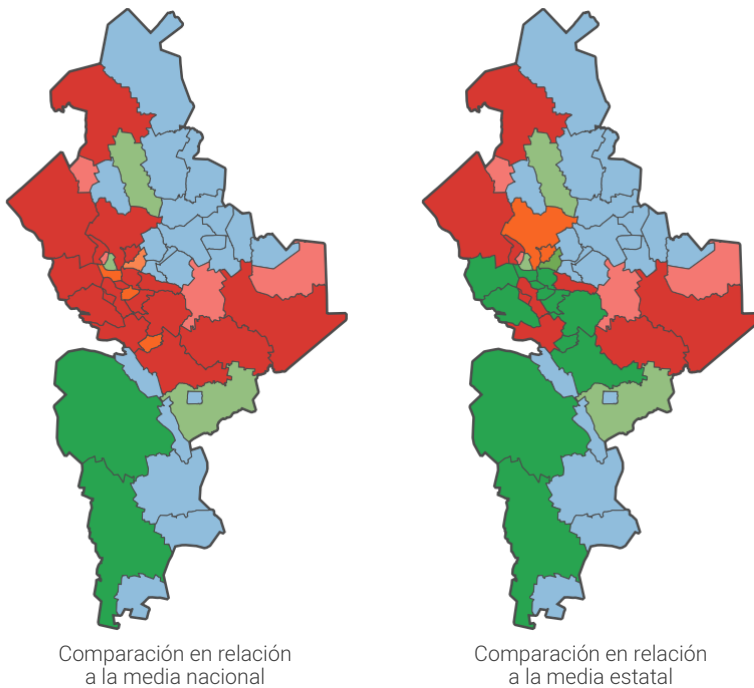 Comparación en relación
a la media nacional
Comparación en relación
a la media estatal